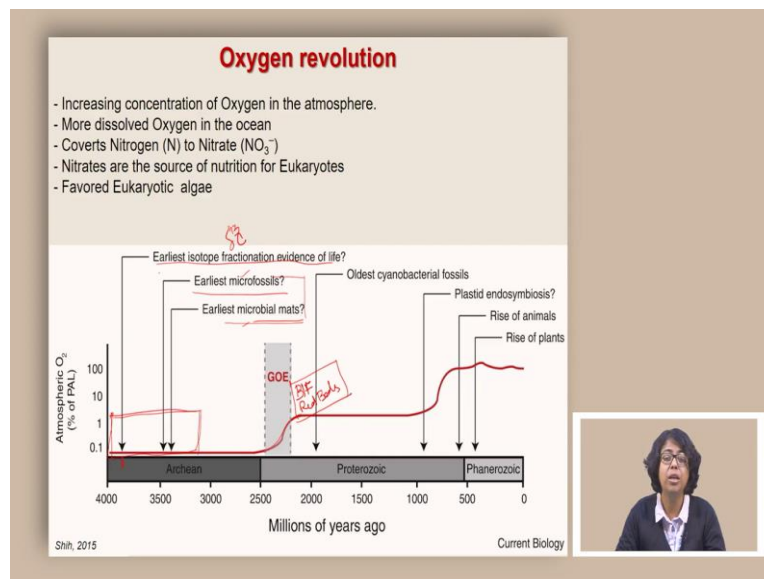 Oxygen revolution
- Increasing concentration of Oxygen in the atmosphere.
- More dissolved Oxygen in the ocean
- Coverts Nitrogen (N) to Nitrate (NO₃⁻)
- Nitrates are the source of nutrition for Eukaryotes
- Favored Eukaryotic algae
Earliest isotope fractionation evidence of life?
Earliest microfossils?
Earliest microbial mats?
Oldest cyanobacterial fossils
Plastid endosymbiosis?
Rise of animals
Rise of plants
Atmospheric O₂
(% of PAL)
100
10
1
0.1
GOE
BIF
Red Beds
Archean
Proterozoic
Phanerozoic
4000 3500 3000 2500 2000 1500 1000 500 0
Millions of years ago
Shih, 2015
Current Biology